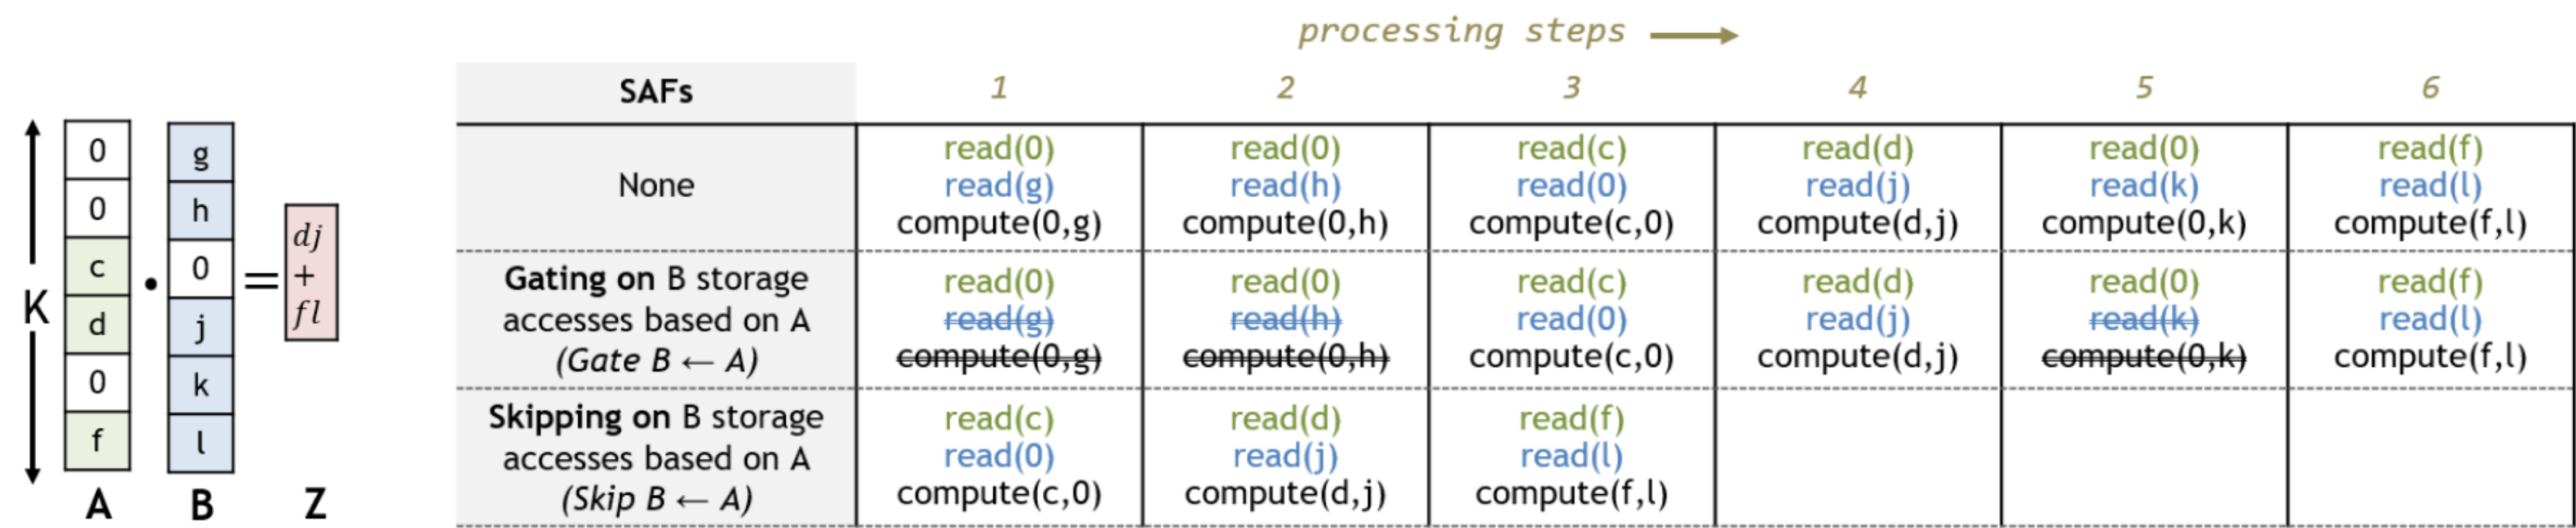 processing steps
SAFs 1 2 3 4 5 6
K
0
0
c
d
0
f
A
•
g
h
0
j
k
l
B
=
dj
+
fl
Z
None
read(0) read(0) read(c) read(d) read(0) read(f)
read(g) read(h) read(0) read(j) read(k) read(l)
compute(0,g) compute(0,h) compute(c,0) compute(d,j) compute(0,k) compute(f,l)
Gating on B storage
accesses based on A
(Gate B ← A)
read(0) read(0) read(c) read(d) read(0) read(f)
read(g) read(h) read(0) read(j) read(k) read(l)
compute(0,g) compute(0,h) compute(c,0) compute(d,j) compute(0,k) compute(f,l)
Skipping on B storage
accesses based on A
(Skip B ← A)
read(c) read(d) read(f)
read(0) read(j) read(l)
compute(c,0) compute(d,j) compute(f,l)